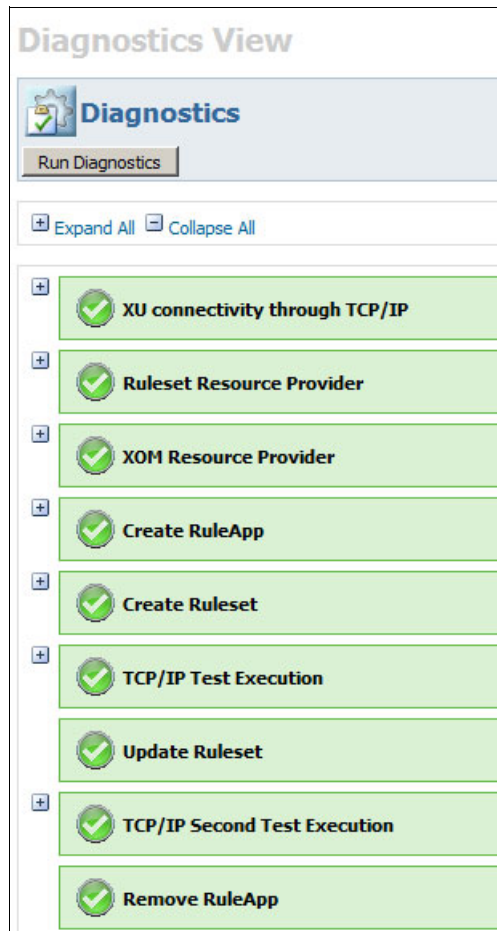 Diagnostics View
Diagnostics
Run Diagnostics
Expand All Collapse All
XU connectivity through TCP/IP
Ruleset Resource Provider
XOM Resource Provider
Create RuleApp
Create Ruleset
TCP/IP Test Execution
Update Ruleset
TCP/IP Second Test Execution
Remove RuleApp